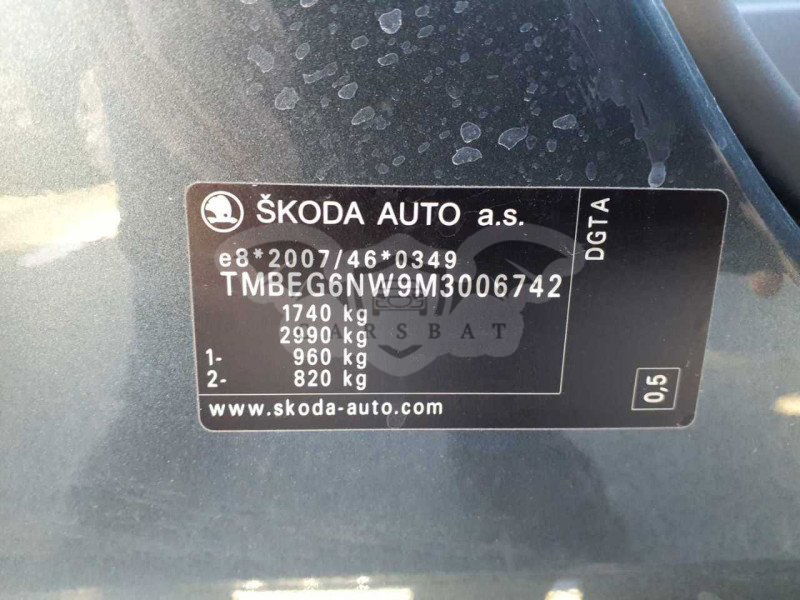 ŠKODA AUTO a.s.
e8*2007/46*0349
TMBEG6NW9M3006742
1740 kg
2990 kg
1- 960 kg
2- 820 kg
www.skoda-auto.com
DGTA
0,5
CARSBAT